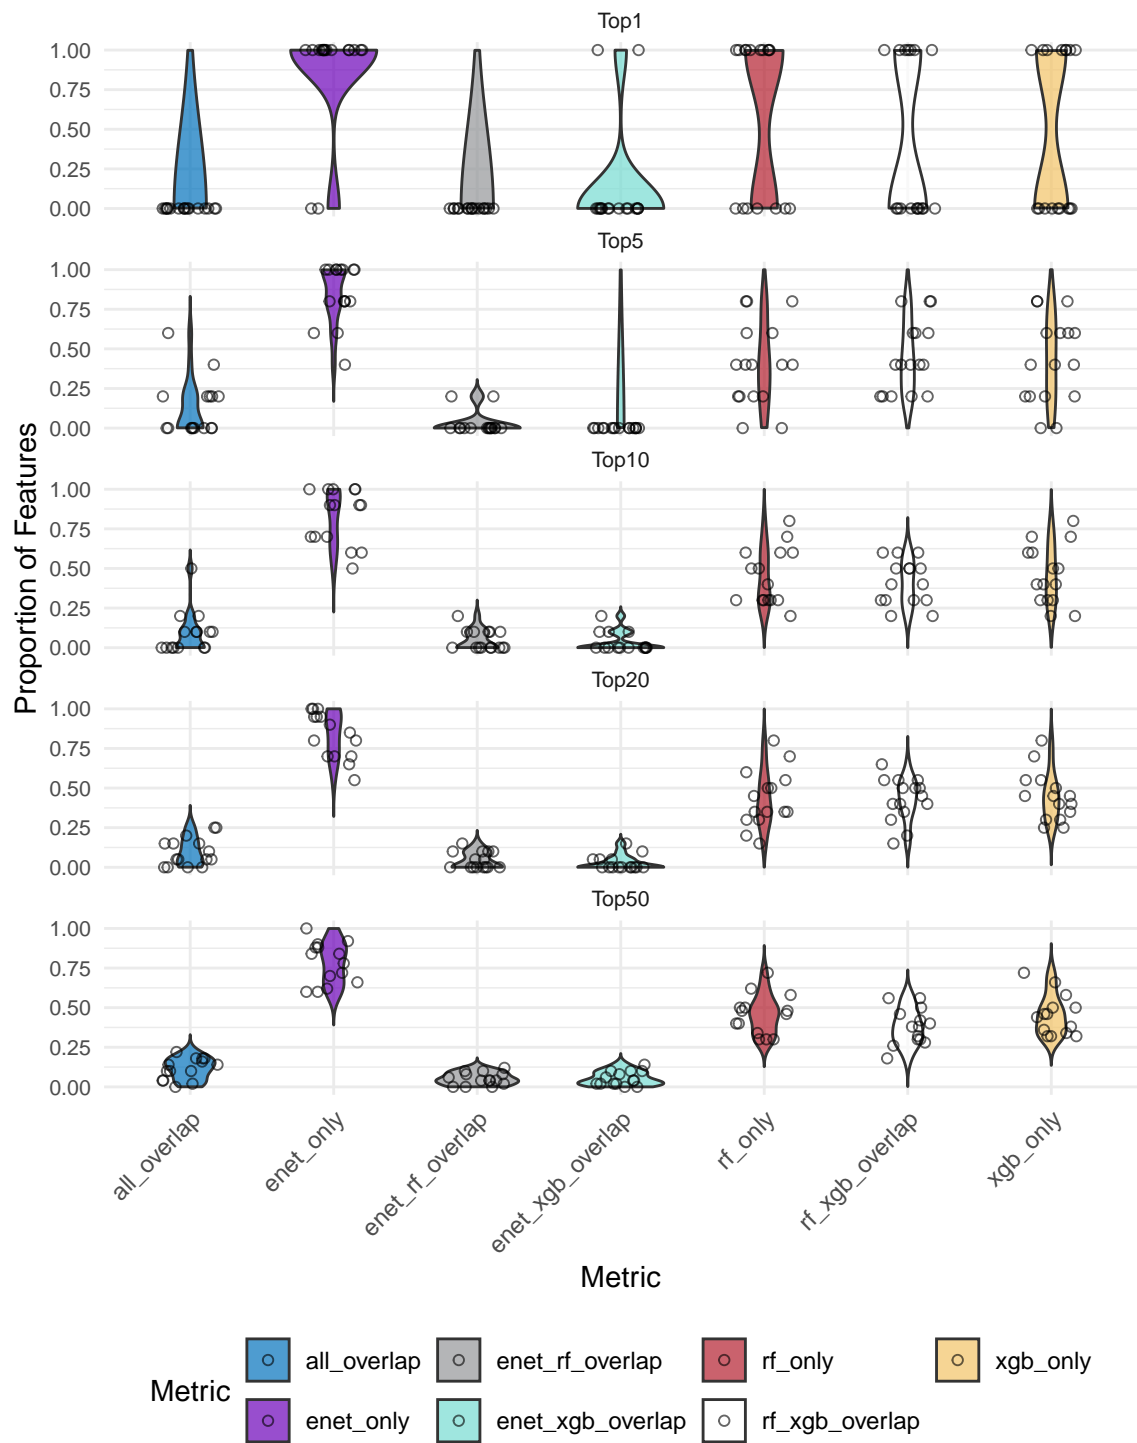 Top1
1.00
0.75
0.50
0.25
0.00
Top5
1.00
0.75
0.50
0.25
0.00
Top10
1.00
0.75
0.50
0.25
0.00
Top20
1.00
0.75
0.50
0.25
0.00
Top50
1.00
0.75
0.50
0.25
0.00
Proportion of Features
all_overlap
enet_only
enet_rf_overlap
enet_xgb_overlap
rf_only
rf_xgb_overlap
xgb_only
Metric
Metric
all_overlap
enet_rf_overlap
rf_only
xgb_only
enet_only
enet_xgb_overlap
rf_xgb_overlap